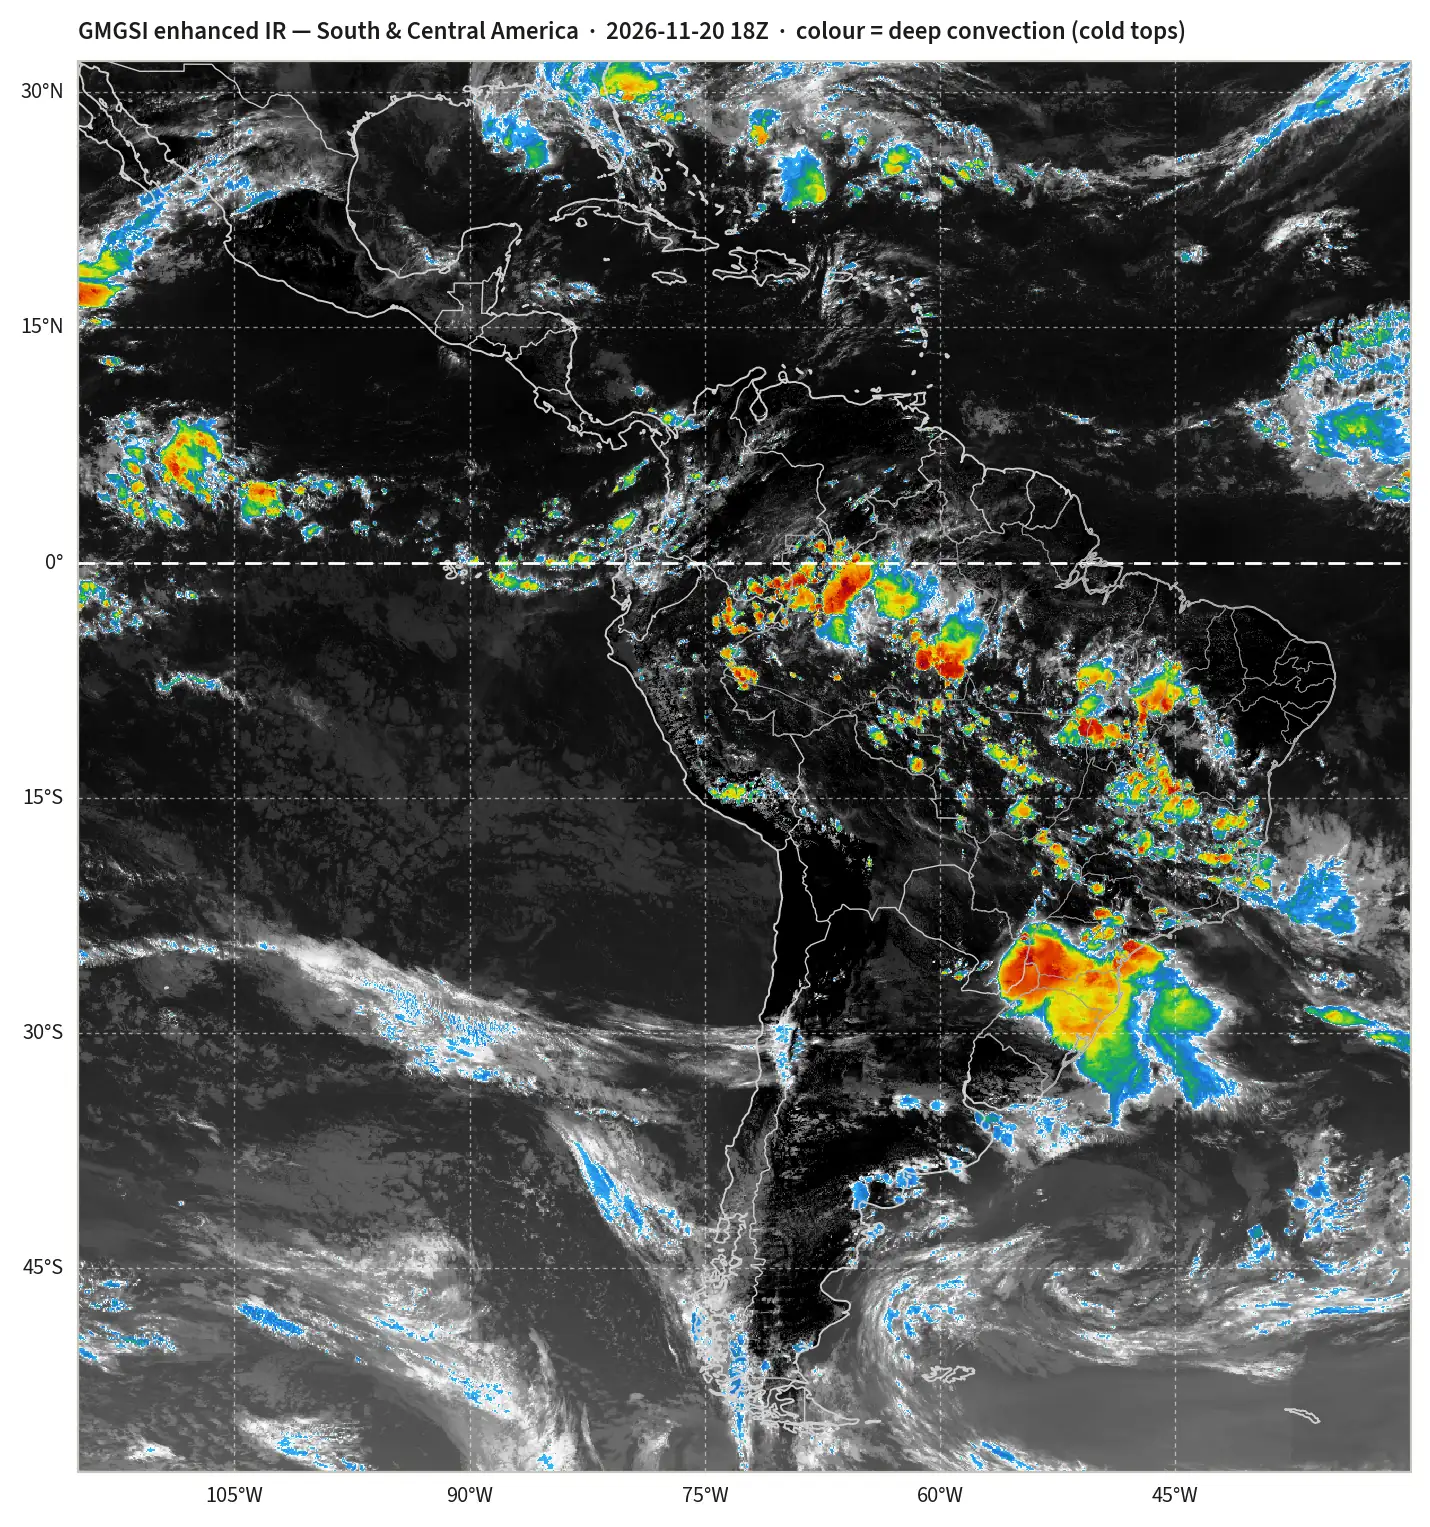 GMGSI enhanced IR — South & Central America · 2026-11-20 18Z · colour = deep convection (cold tops)
30°N
15°N
0°
15°S
30°S
45°S
105°W 90°W 75°W 60°W 45°W